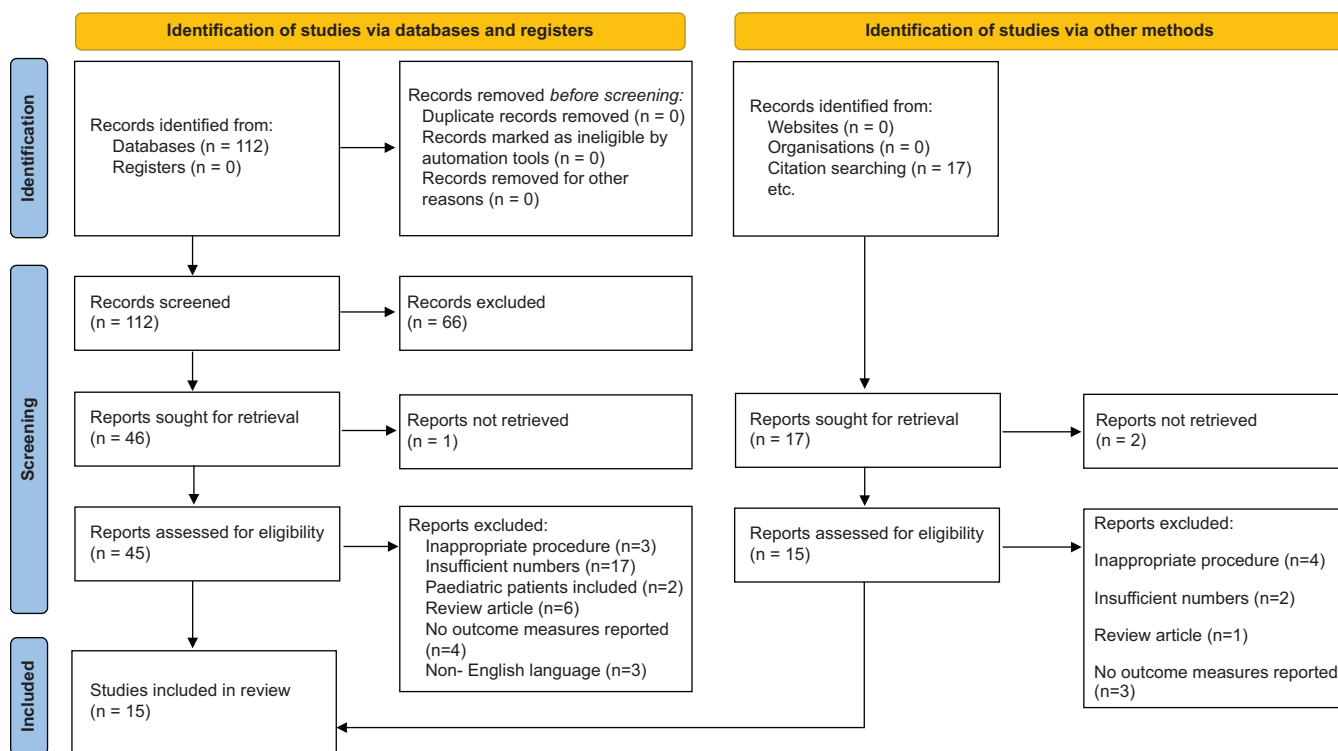 Identification of studies via databases and registers
Identification of studies via other methods
Identification
Records identified from:
Databases (n = 112)
Registers (n = 0)
Records removed before screening:
Duplicate records removed (n = 0)
Records marked as ineligible by
automation tools (n = 0)
Records removed for other
reasons (n = 0)
Records identified from:
Websites (n = 0)
Organisations (n = 0)
Citation searching (n = 17)
etc.
Screening
Records screened
(n = 112)
Records excluded
(n = 66)
Reports sought for retrieval
(n = 46)
Reports not retrieved
(n = 1)
Reports sought for retrieval
(n = 17)
Reports not retrieved
(n = 2)
Reports assessed for eligibility
(n = 45)
Reports excluded:
Inappropriate procedure (n=3)
Insufficient numbers (n=17)
Paediatric patients included (n=2)
Review article (n=6)
No outcome measures reported
(n=4)
Non- English language (n=3)
Reports assessed for eligibility
(n = 15)
Reports excluded:
Inappropriate procedure (n=4)
Insufficient numbers (n=2)
Review article (n=1)
No outcome measures reported
(n=3)
Included
Studies included in review
(n = 15)